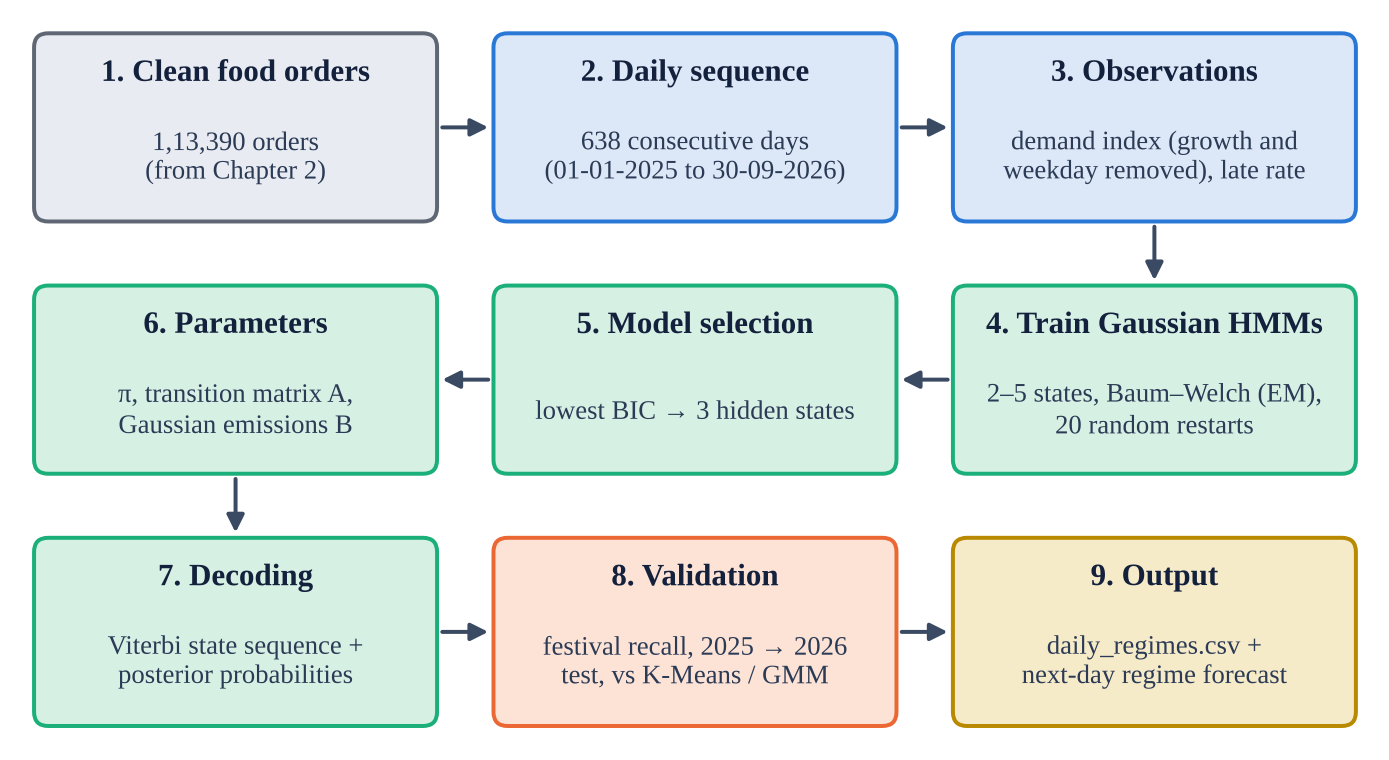 1. Clean food orders
1,13,390 orders
(from Chapter 2)
2. Daily sequence
638 consecutive days
(01-01-2025 to 30-09-2026)
3. Observations
demand index (growth and
weekday removed), late rate
4. Train Gaussian HMMs
2–5 states, Baum–Welch (EM),
20 random restarts
5. Model selection
lowest BIC → 3 hidden states
6. Parameters
π, transition matrix A,
Gaussian emissions B
7. Decoding
Viterbi state sequence +
posterior probabilities
8. Validation
festival recall, 2025 → 2026
test, vs K-Means / GMM
9. Output
daily_regimes.csv +
next-day regime forecast